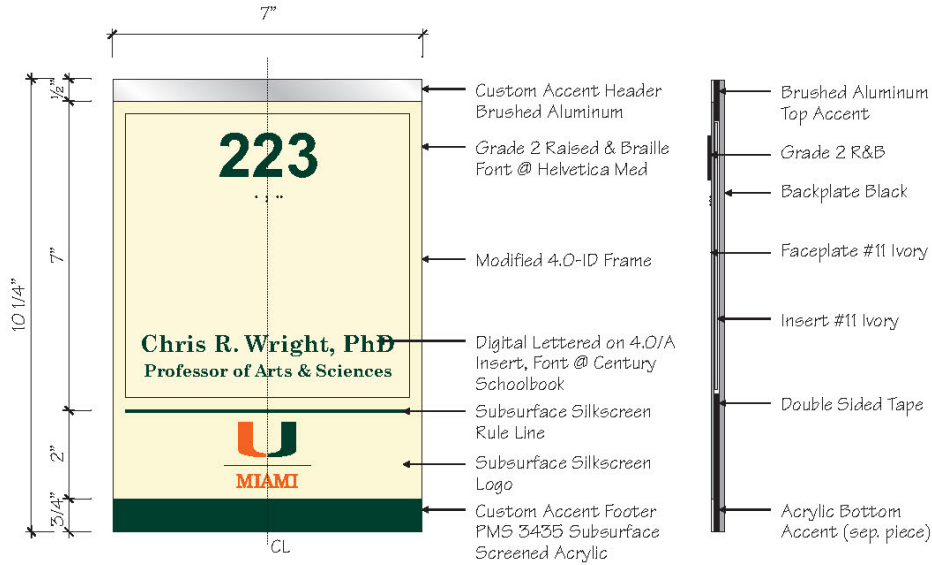 7"
½"
7"
10 1/4"
2"
3/4"
223
Chris R. Wright, PhD
Professor of Arts & Sciences
U
MIAMI
CL
Custom Accent Header
Brushed Aluminum
Grade 2 Raised & Braille
Font @ Helvetica Med
Modified 4.0-ID Frame
Digital Lettered on 4.0/A
Insert, Font @ Century
Schoolbook
Subsurface Silkscreen
Rule Line
Subsurface Silkscreen
Logo
Custom Accent Footer
PMS 3435 Subsurface
Screened Acrylic
Brushed Aluminum
Top Accent
Grade 2 R&B
Backplate Black
Faceplate #11 Ivory
Insert #11 Ivory
Double Sided Tape
Acrylic Bottom
Accent (sep. piece)